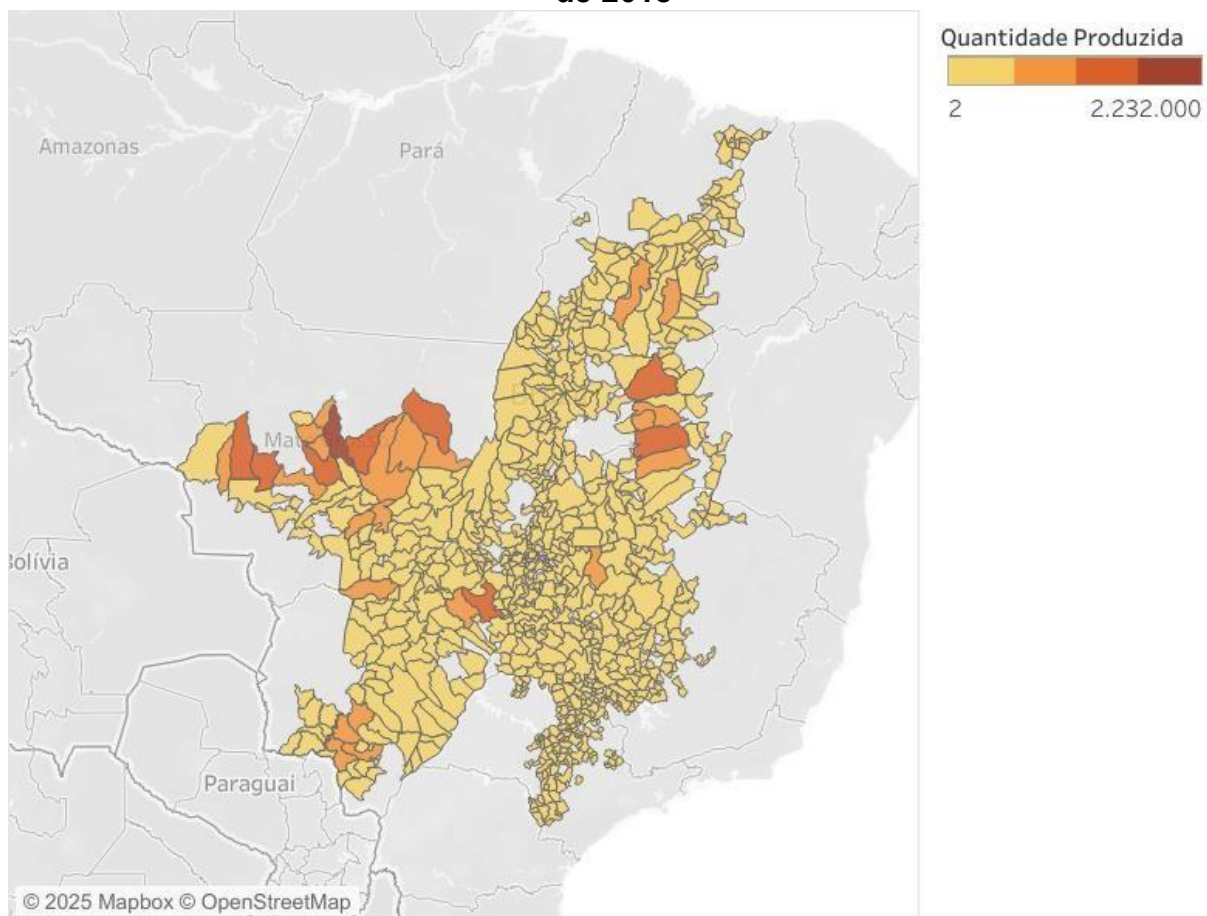 Quantidade Produzida
2 2.232.000
Amazonas
Pará
Bolívia
Paraguai
© 2025 Mapbox © OpenStreetMap